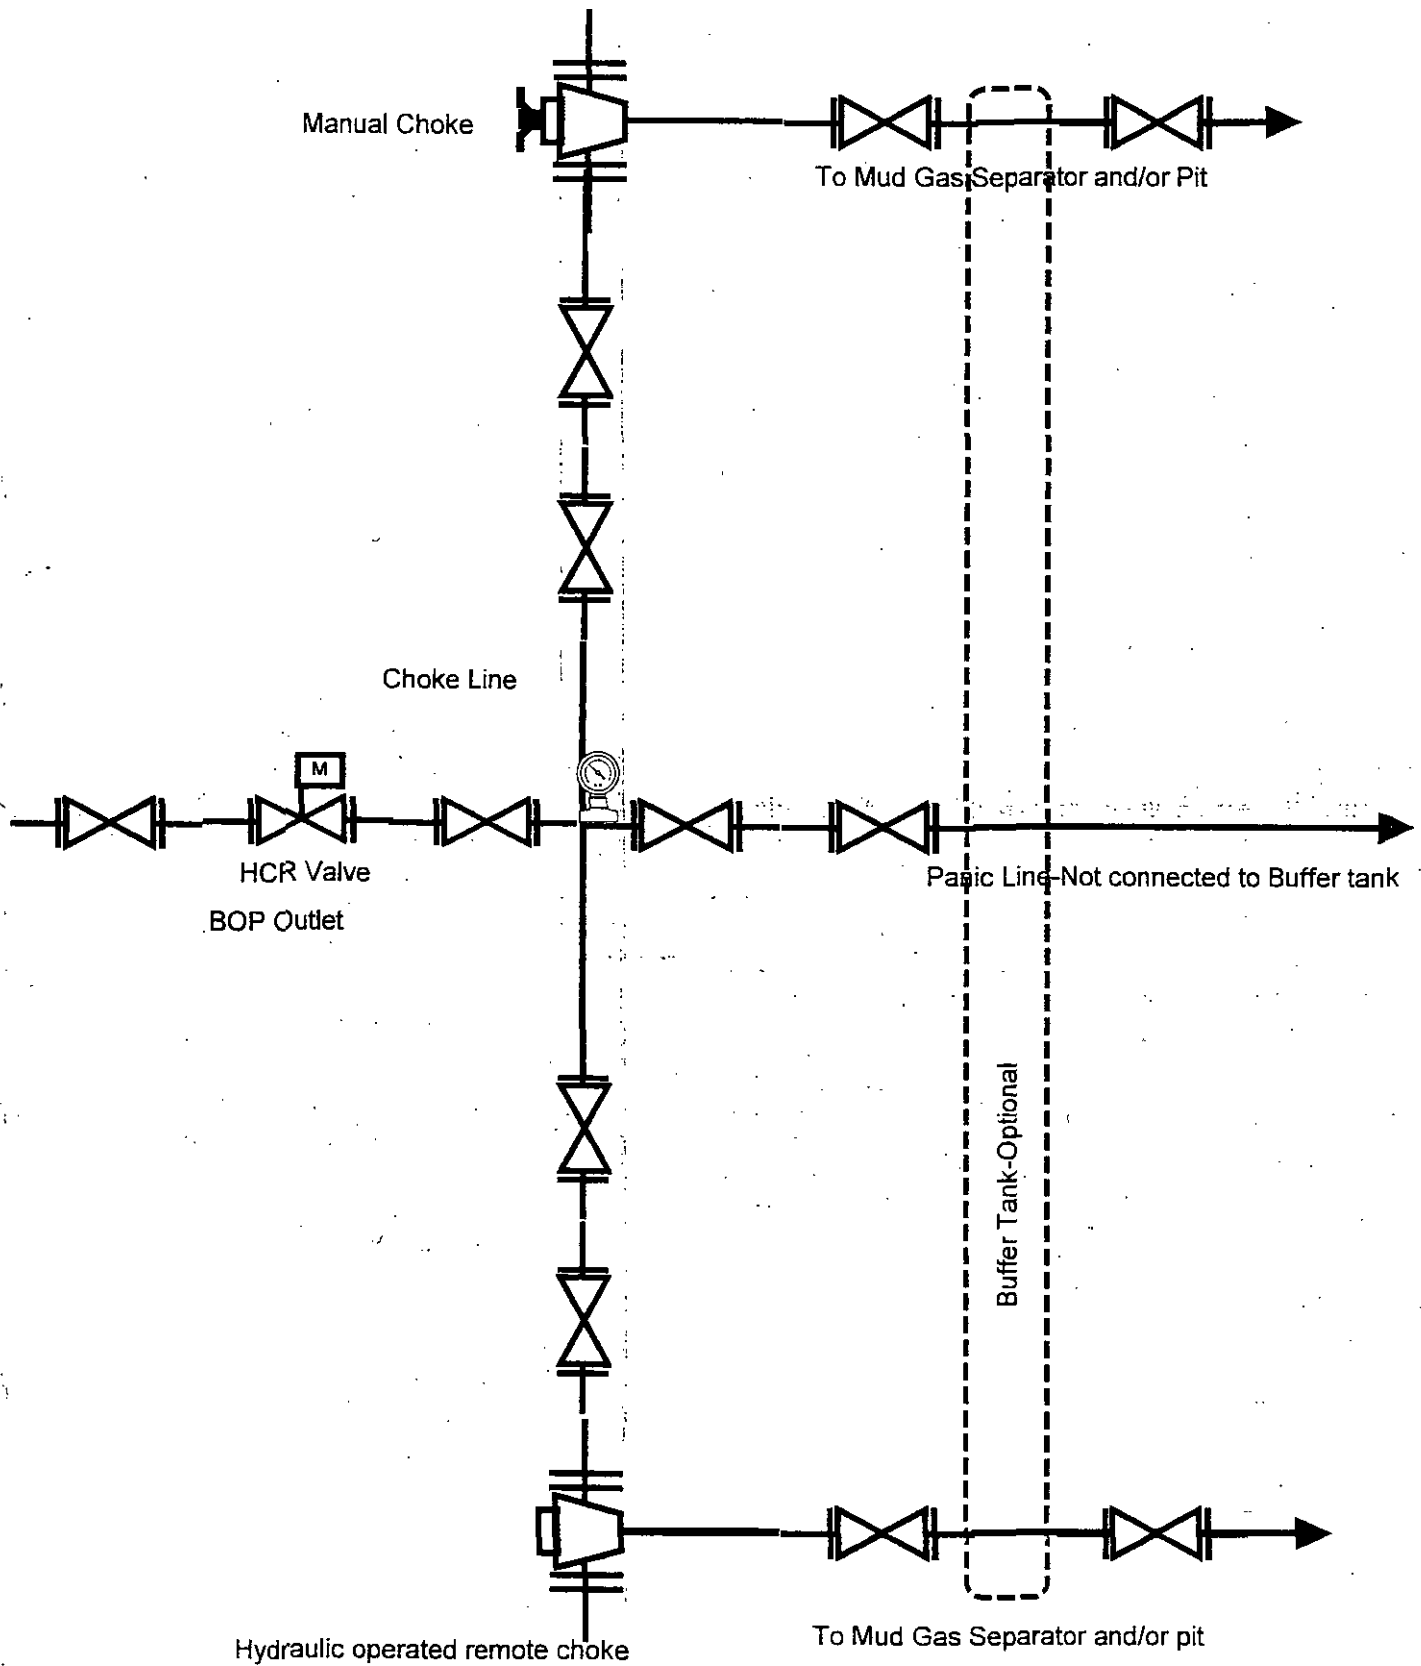 Manual Choke
To Mud Gas Separator and/or Pit
Choke Line
M
HCR Valve
Panic Line-Not connected to Buffer tank
BOP Outlet
Buffer Tank-Optional
To Mud Gas Separator and/or pit
Hydraulic operated remote choke